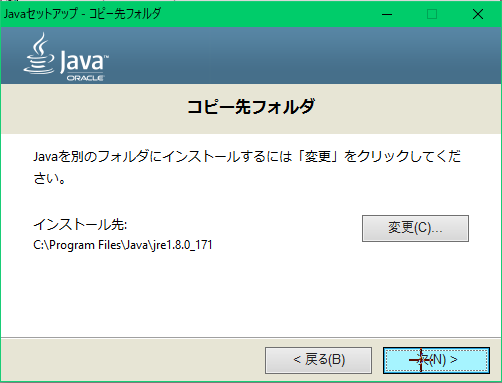 Javaセットアップ - コピー先フォルダ
Java™
ORACLE
コピー先フォルダ
Javaを別のフォルダにインストールするには「変更」をクリックしてくだ
さい。
インストール先:
変更(C)...
C:\Program Files\Java\jre1.8.0_171
< 戻る(B)
次(N) >